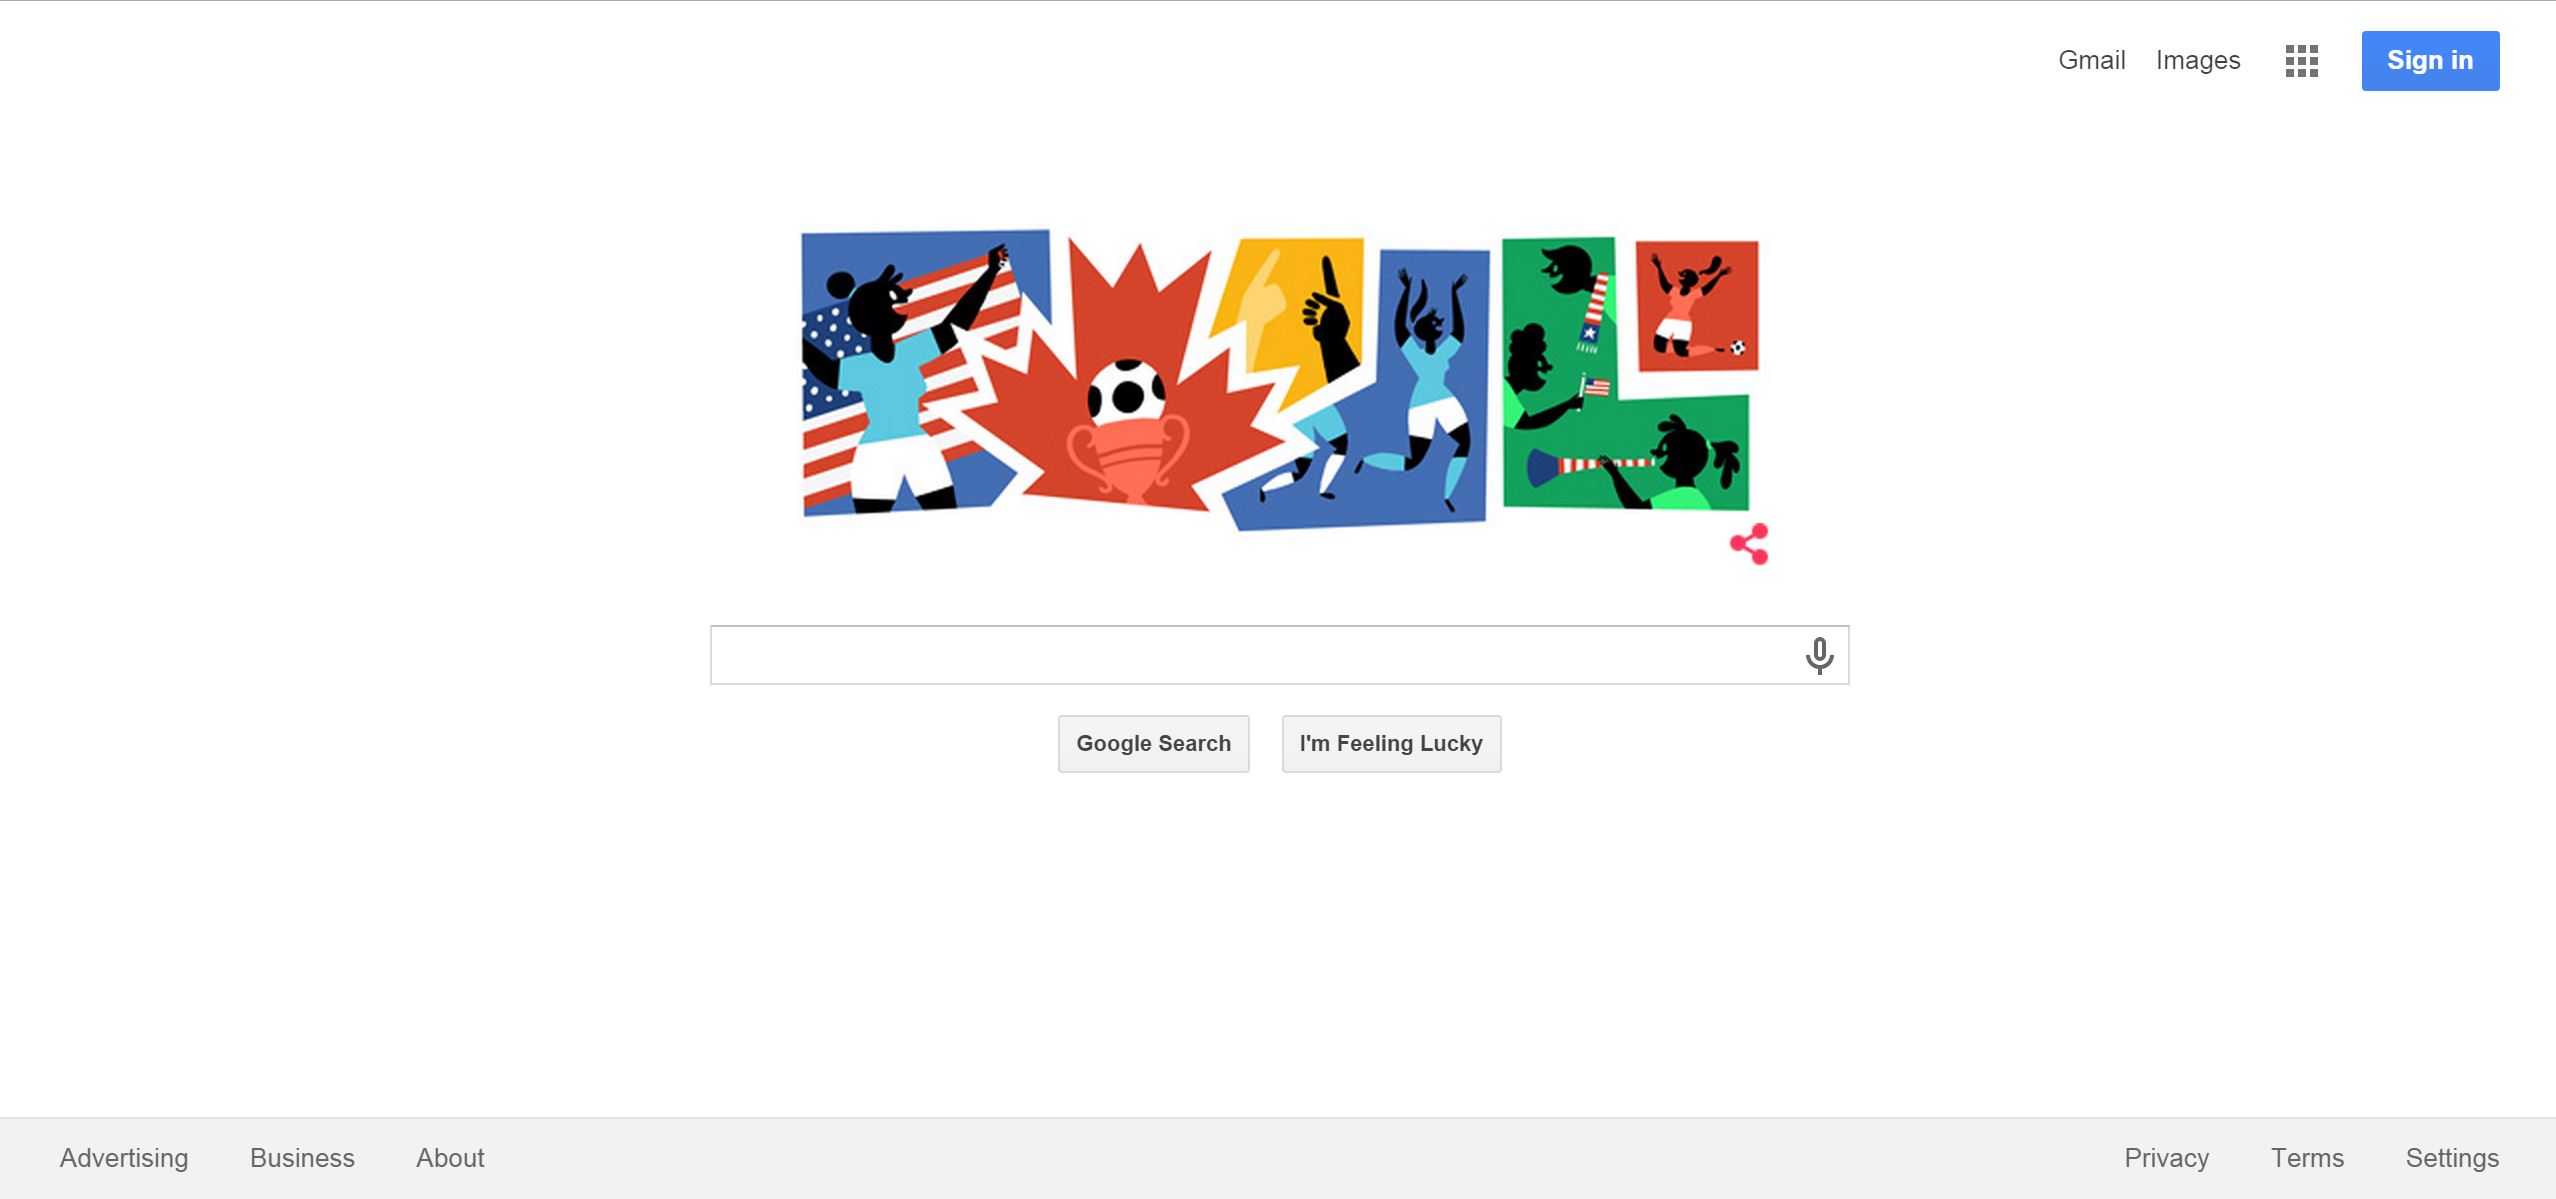 Gmail Images Sign in
Google Search I'm Feeling Lucky
Advertising Business About Privacy Terms Settings